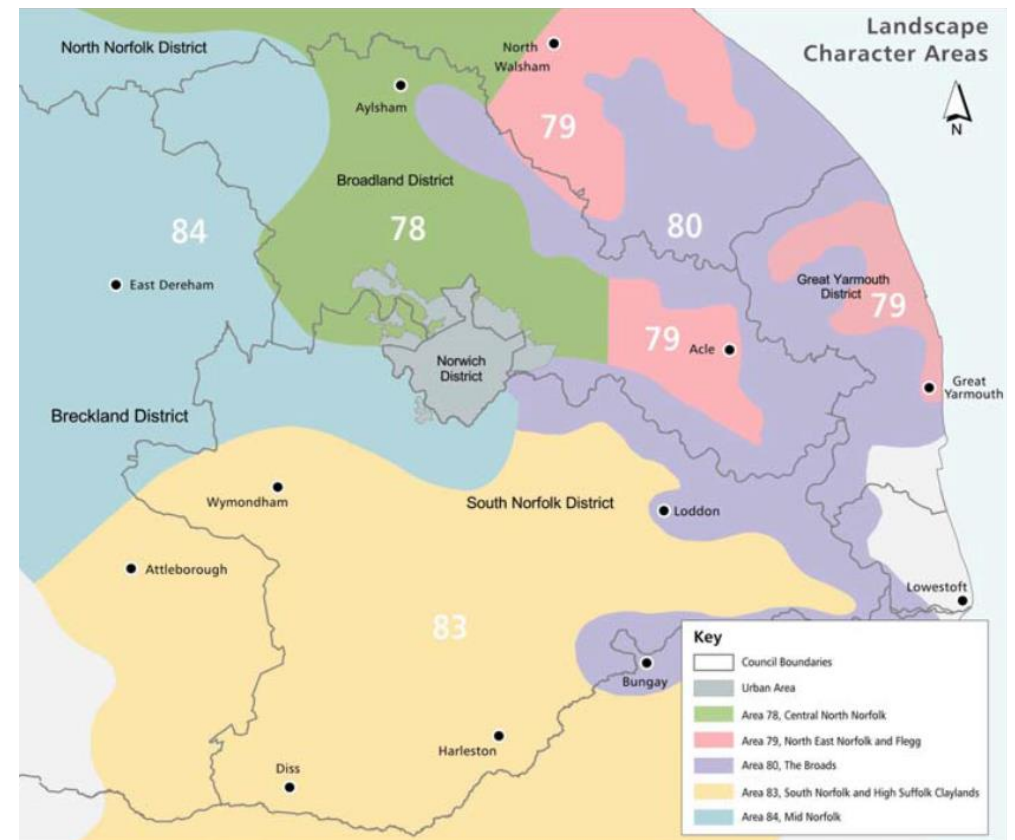 Landscape
Character Areas
N
North Norfolk District
North
Walsham
Aylsham
79
Broadland District
84
78
80
East Dereham
Great Yarmouth
District
79
79
Acle
Norwich
District
Great
Yarmouth
Breckland District
Wymondham
South Norfolk District
Loddon
Attleborough
Lowestoft
83
Bungay
Harleston
Diss
Key
Council Boundaries
Urban Area
Area 78, Central North Norfolk
Area 79, North East Norfolk and Flegg
Area 80, The Broads
Area 83, South Norfolk and High Suffolk Claylands
Area 84, Mid Norfolk